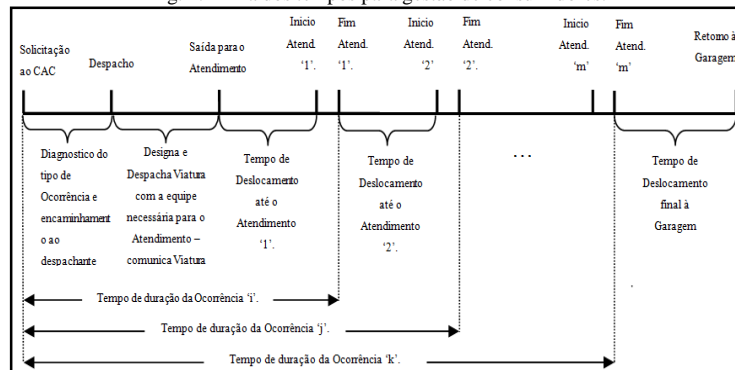 Solicitação
ao CAC
Despacho
Saída para o
Atendimento
Inicio
Atend.
‘1’.
Fim
Atend.
‘1’.
Inicio
Atend.
‘2’
Fim
Atend.
‘2’.
Inicio
Atend.
‘m’
Fim
Atend.
‘m’.
Retorno à
Garagem
Diagnostico do
tipo de
Ocorrência e
encaminhament
o ao
despachante
Designa e
Despacha Viatura
com a equipe
necessária para o
Atendimento –
comunica Viatura
Tempo de
Deslocamento
até o
Atendimento
‘1’.
Tempo de
Deslocamento
até o
Atendimento
‘2’.
...
Tempo de
Deslocamento
final à
Garagem
Tempo de duração da Ocorrência ‘i’.
Tempo de duração da Ocorrência ‘j’.
Tempo de duração da Ocorrência ‘k’.